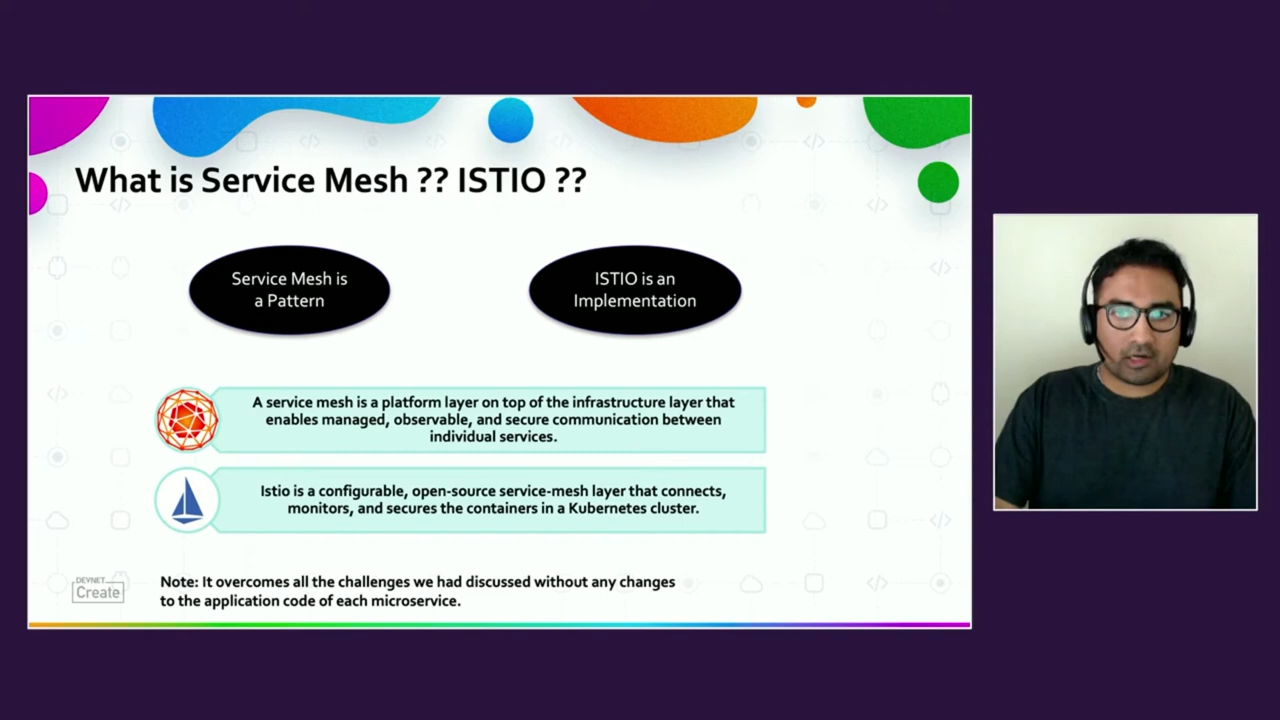 What is Service Mesh ?? ISTIO ??
Service Mesh is
a Pattern
ISTIO is an
Implementation
A service mesh is a platform layer on top of the infrastructure layer that
enables managed, observable, and secure communication between
individual services.
Istio is a configurable, open-source service-mesh layer that connects,
monitors, and secures the containers in a Kubernetes cluster.
DEVNET
Create
Note: It overcomes all the challenges we had discussed without any changes
to the application code of each microservice.